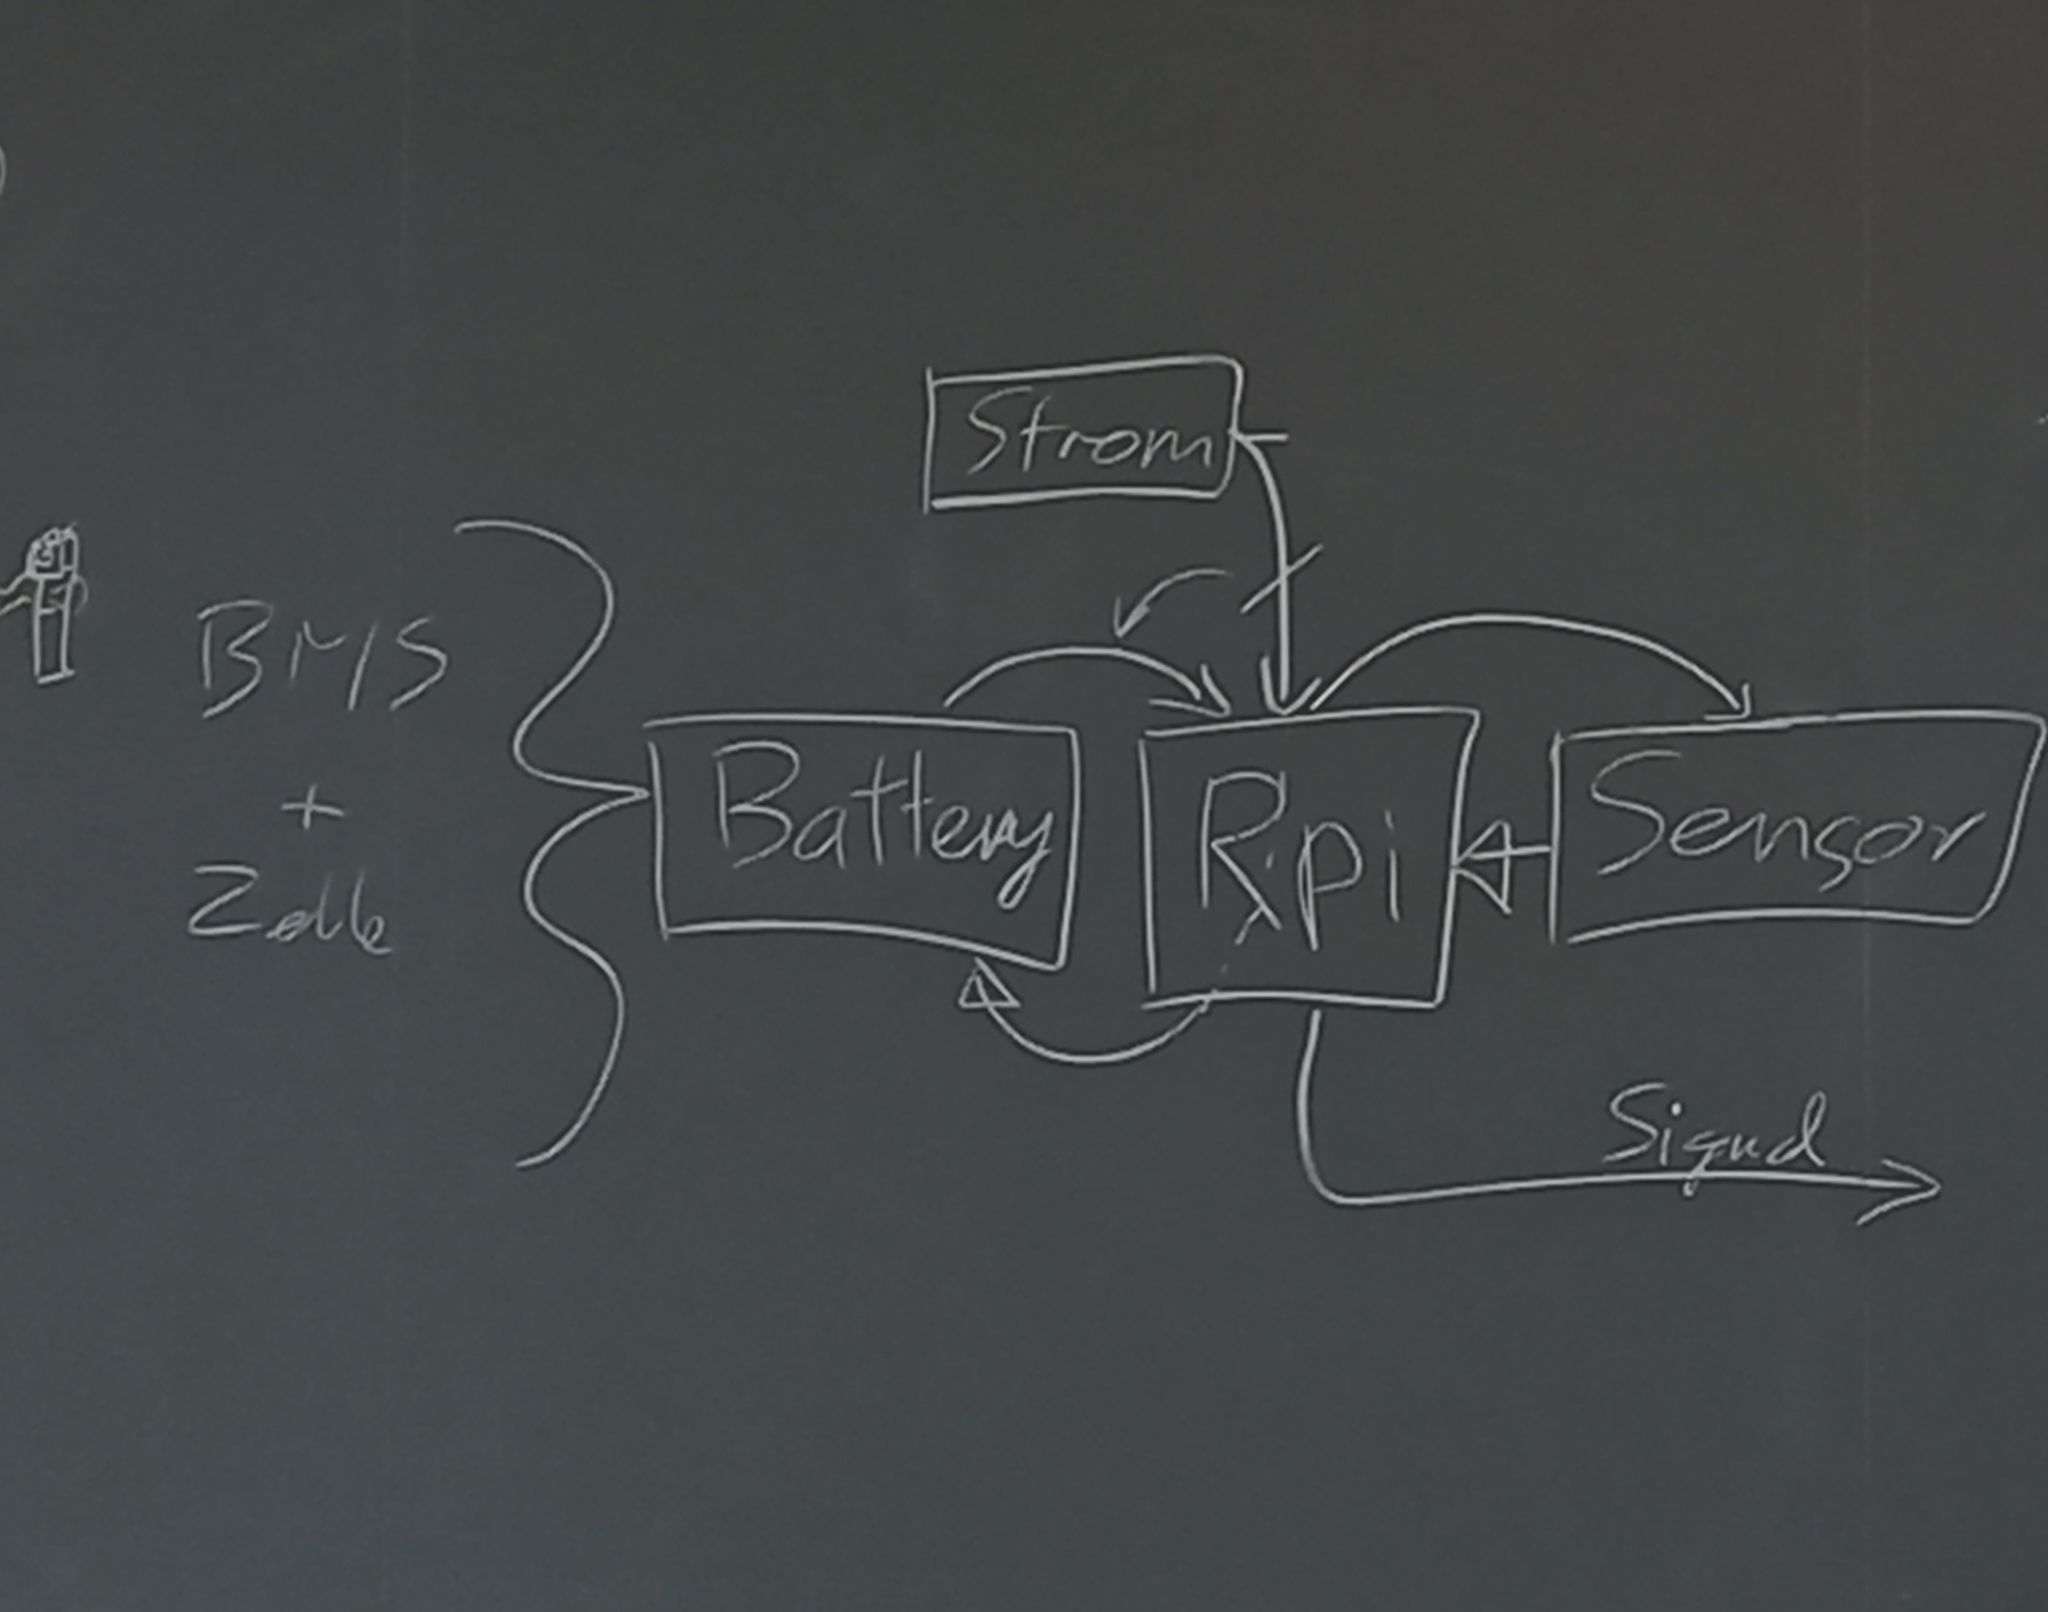 Strom
BMS
+
Zelle
Battery
Rpi
Sensor
Signal